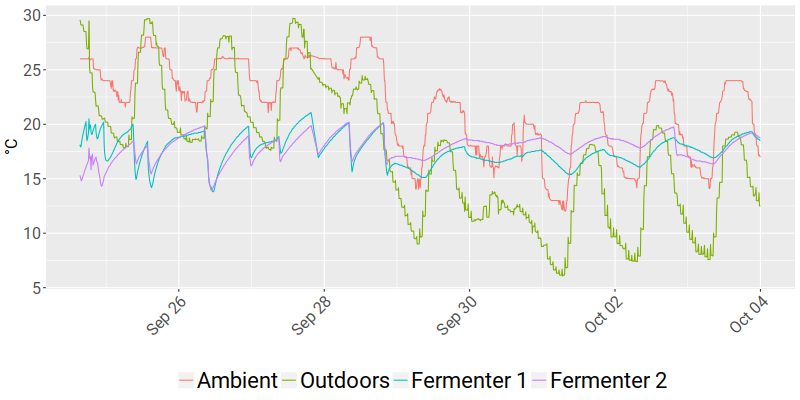 30
25
20
15
10
5
°C
Sep 26
Sep 28
Sep 30
Oct 02
Oct 04
Ambient Outdoors Fermenter 1 Fermenter 2